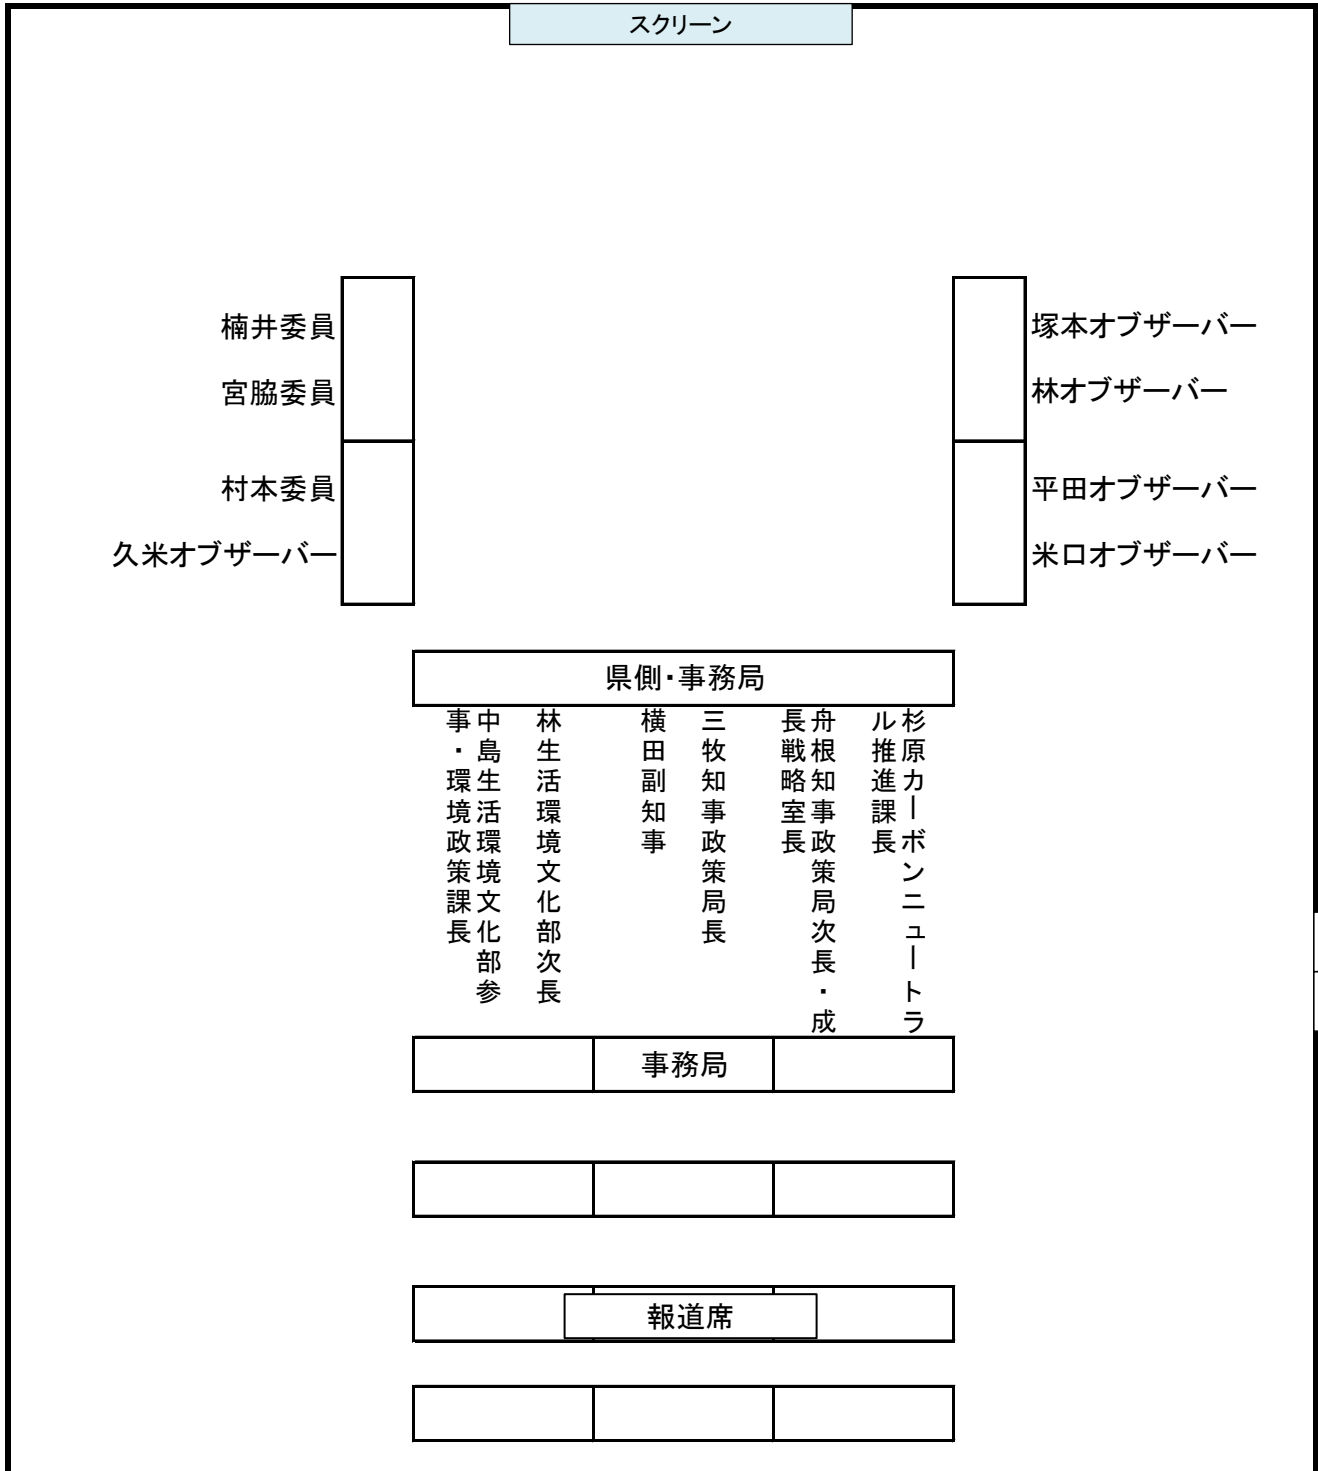 スクリーン
楠井委員
宮脇委員
村本委員
久米オブザーバー
塚本オブザーバー
林オブザーバー
平田オブザーバー
米口オブザーバー
県側・事務局
杉原カーボンニュートラ
ル推進課長
舟根知事政策局次長・成
長戦略室長
三牧知事政策局長
横田副知事
林生活環境文化部次長
中島生活環境文化部参
事・環境政策課長
事務局
報道席